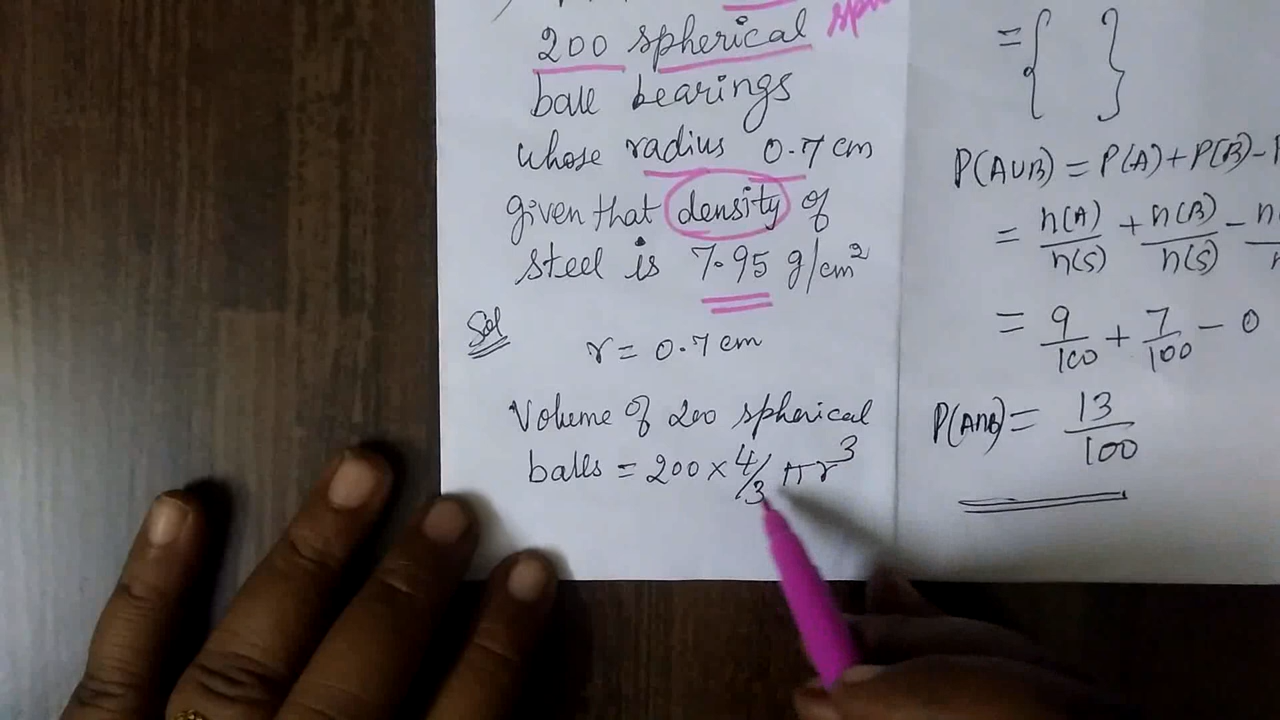 200 spherical
ball bearings
whose radius 0.7 cm
given that density of
steel is 7.95 g/cm²
Sol
r = 0.7 cm
Volume of 200 spherical
balls = 200 × 4/3 πr³
= { }
P(A∪B) = P(A) + P(B) -
= n(A)/n(S) + n(B)/n(S) -
= 9/100 + 7/100 - 0
P(A∩B) = 13/100